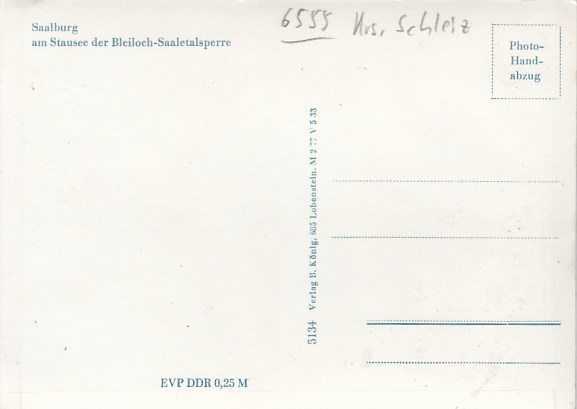 Saalburg
am Stausee der Bleiloch-Saaletalsperre
6555 Krs. Schleiz
Photo-
Hand-
abzug
5134 Verlag R. König, 685 Lobenstein. M 2 77 V 5 33
EVP DDR 0,25 M